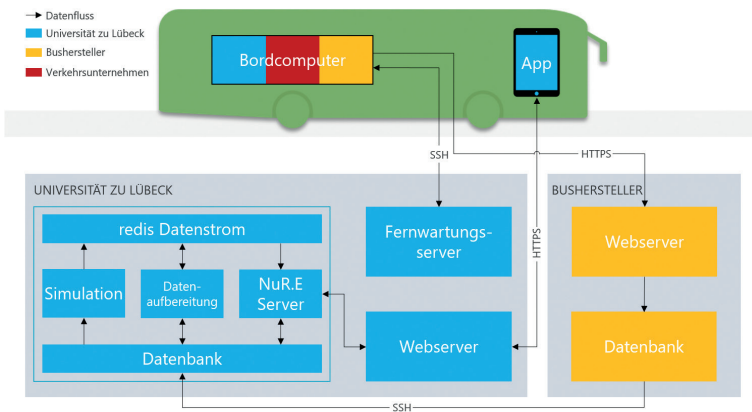 Datenfluss
Universität zu Lübeck
Bushersteller
Verkehrsunternehmen
Bordcomputer
App
SSH
HTTPS
HTTPS
UNIVERSITÄT ZU LÜBECK
redis Datenstrom
Simulation
Daten-
aufbereitung
NuR.E
Server
Datenbank
Fernwartungs-
server
Webserver
BUSHERSTELLER
Webserver
Datenbank
SSH